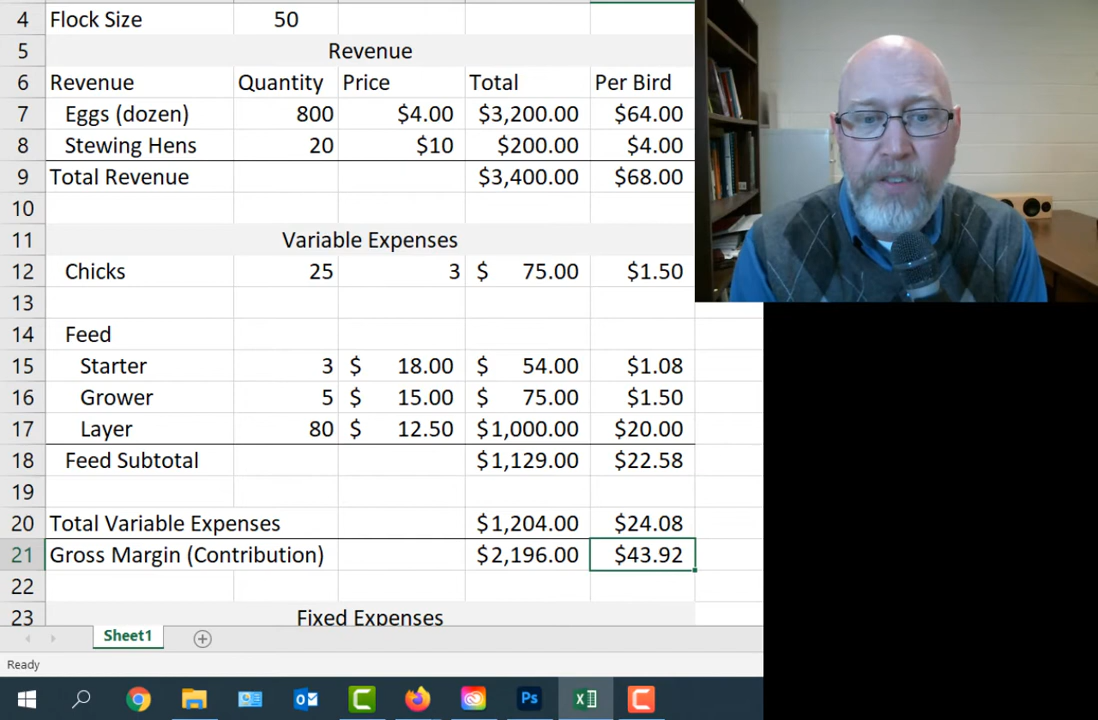 4 Flock Size 50
5 Revenue
6 Revenue Quantity Price Total Per Bird
7 Eggs (dozen) 800 $4.00 $3,200.00 $64.00
8 Stewing Hens 20 $10 $200.00 $4.00
9 Total Revenue $3,400.00 $68.00
10
11 Variable Expenses
12 Chicks 25 3 $ 75.00 $1.50
13
14 Feed
15 Starter 3 $ 18.00 $ 54.00 $1.08
16 Grower 5 $ 15.00 $ 75.00 $1.50
17 Layer 80 $ 12.50 $1,000.00 $20.00
18 Feed Subtotal $1,129.00 $22.58
19
20 Total Variable Expenses $1,204.00 $24.08
21 Gross Margin (Contribution) $2,196.00 $43.92
22
23 Fixed Expenses
Sheet1
Ready
Ps